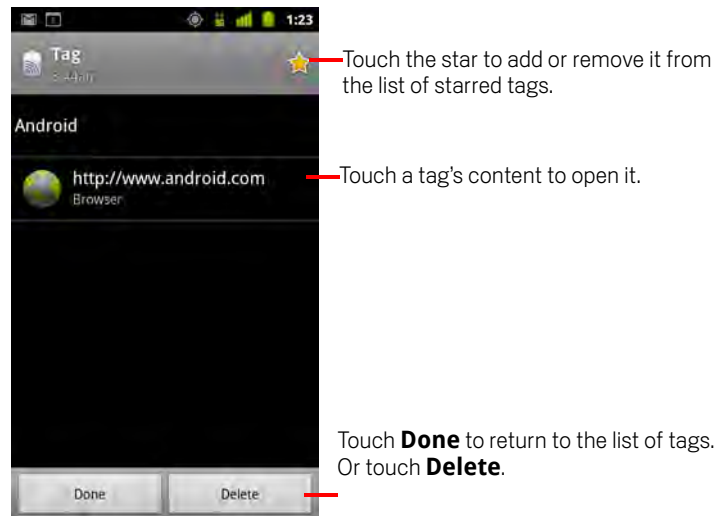 1:23
Tag
Touch the star to add or remove it from
the list of starred tags.
Android
http://www.android.com
Browser
Touch a tag's content to open it.
Touch Done to return to the list of tags.
Or touch Delete.
Done
Delete